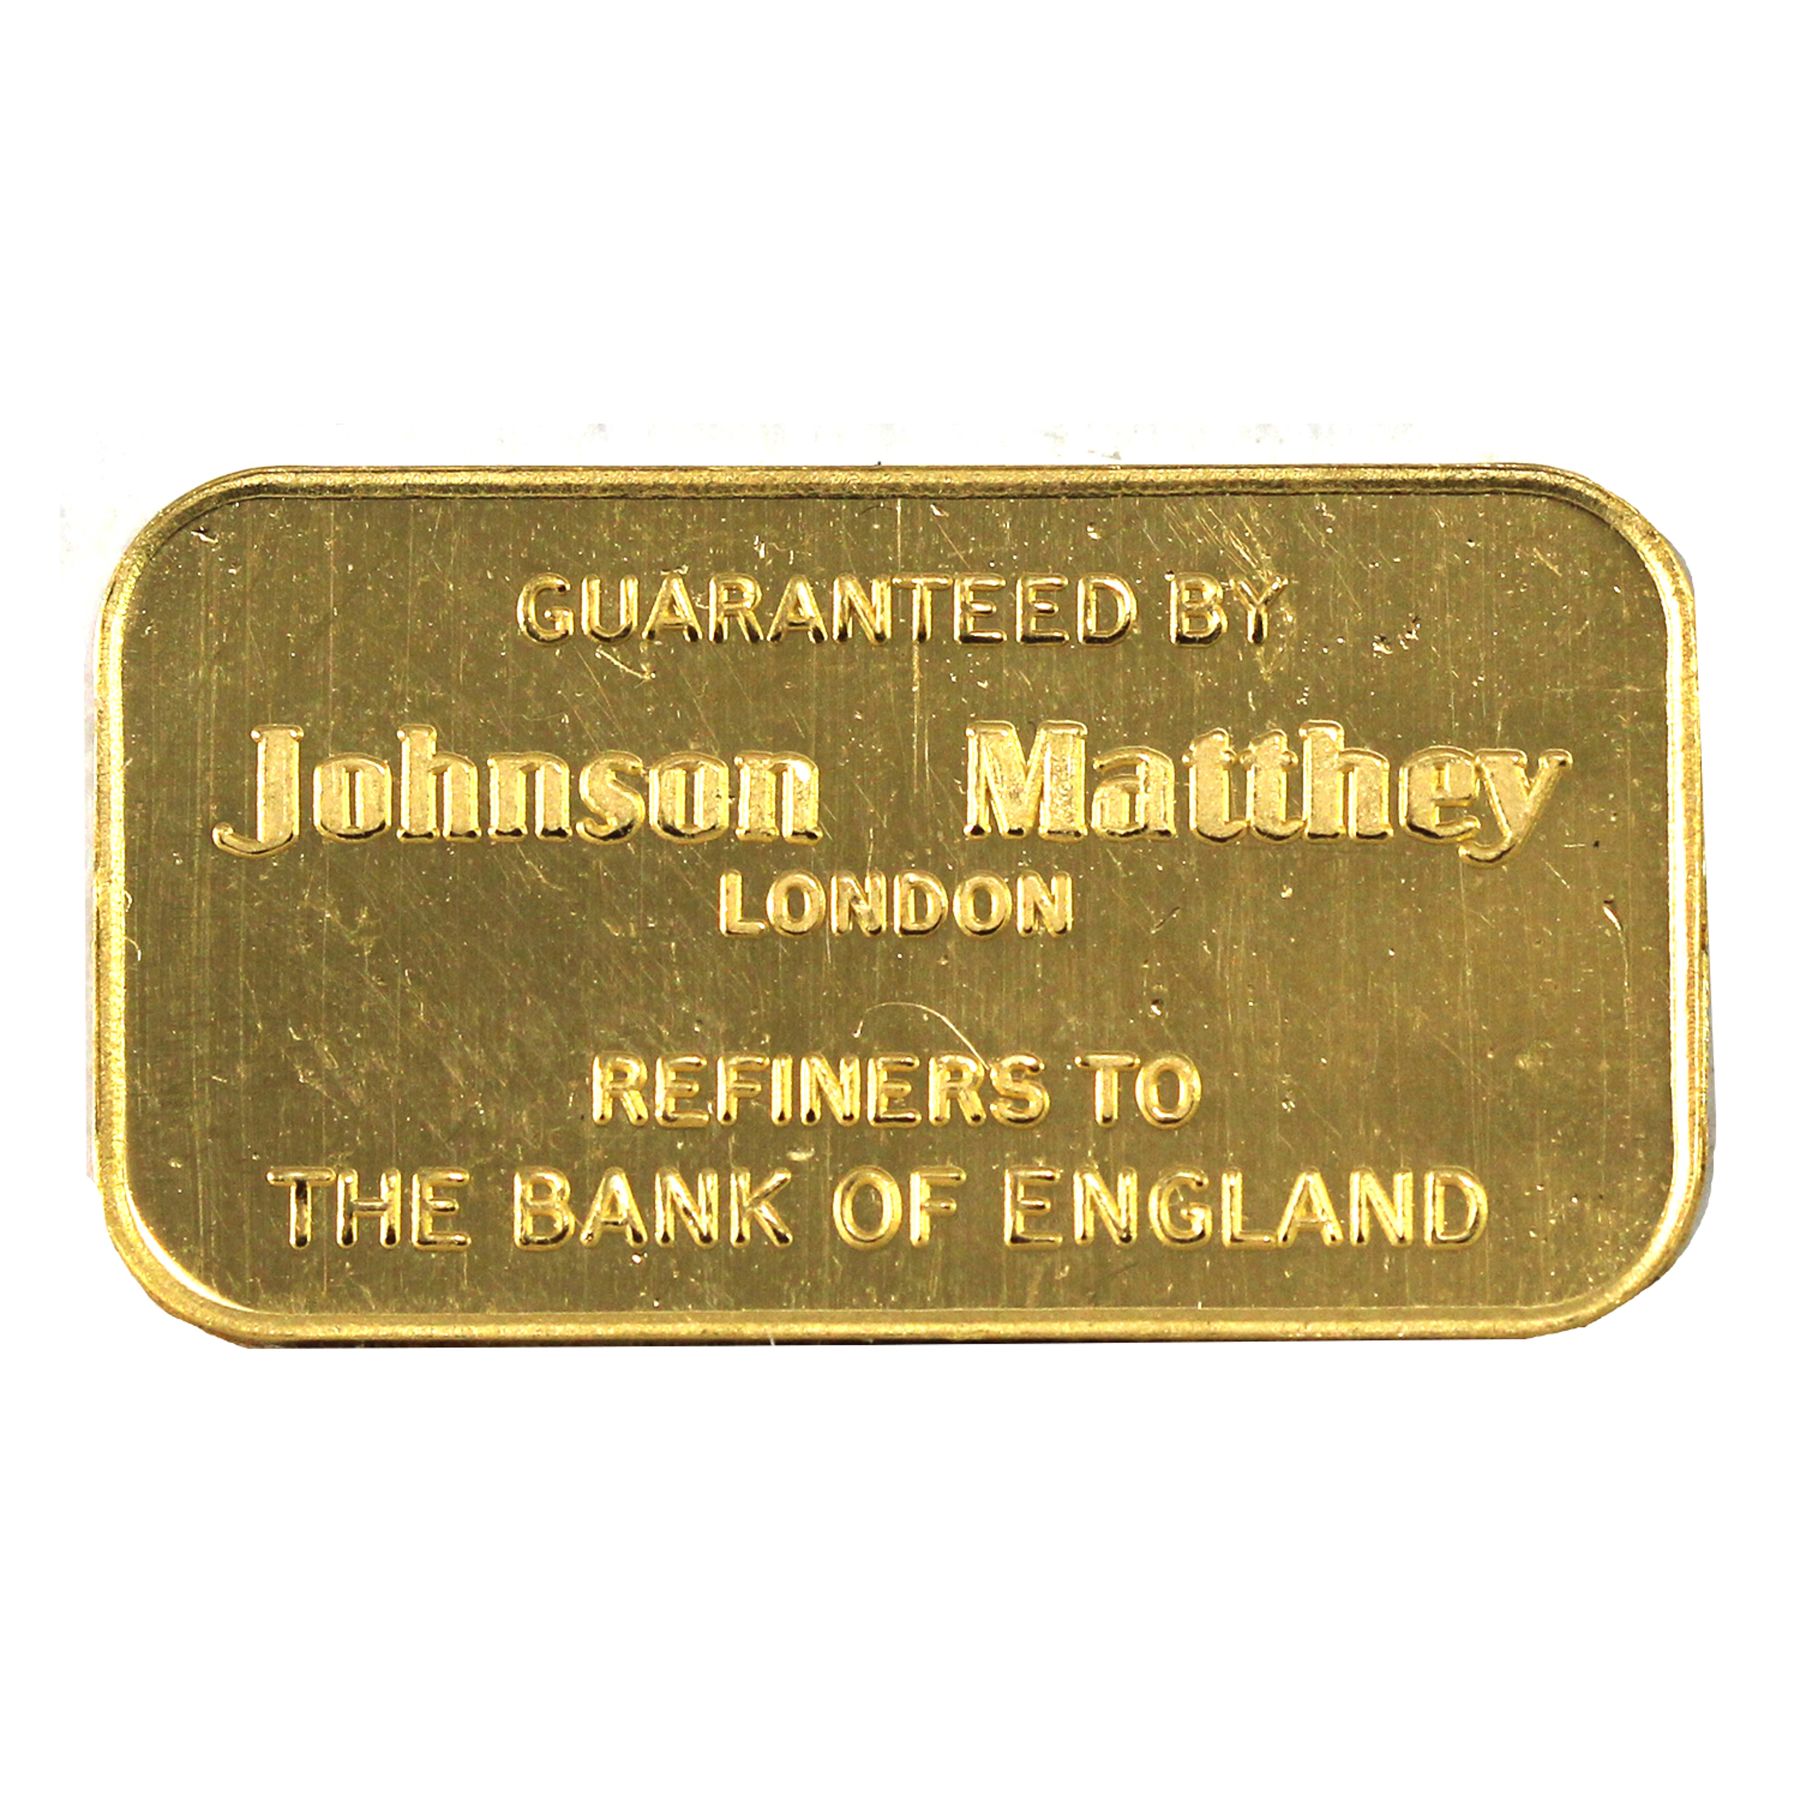 GUARANTEED BY
Johnson Matthey
LONDON
REFINERS TO
THE BANK OF ENGLAND